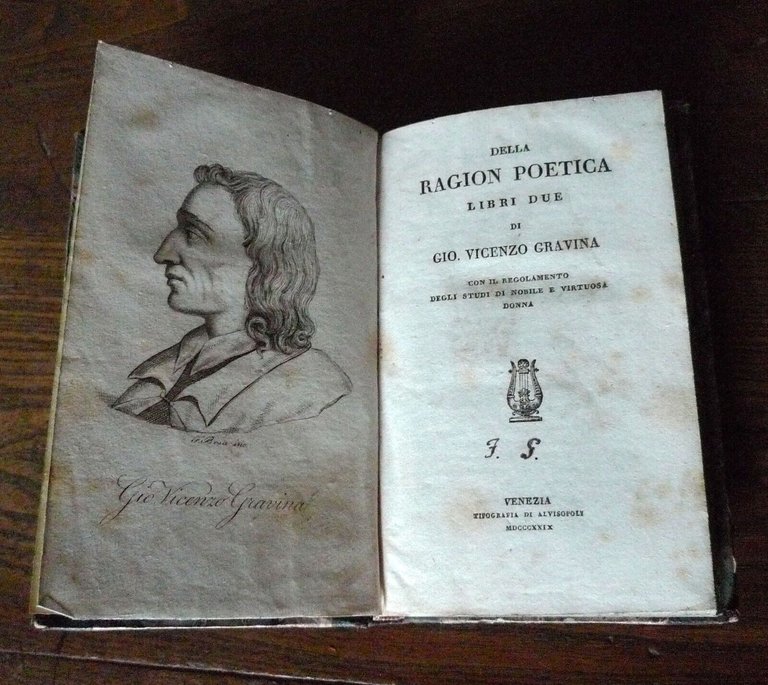 Gio Vicenzo Gravina
DELLA
RAGION POETICA
LIBRI DUE
DI
GIO. VICENZO GRAVINA
CON IL REGOLAMENTO
DEGLI STUDI DI NOBILE E VIRTUOSA
DONNA
J. G.
VENEZIA
TIPOGRAFIA DI ALVISOPOLI
MDCCCXXIX